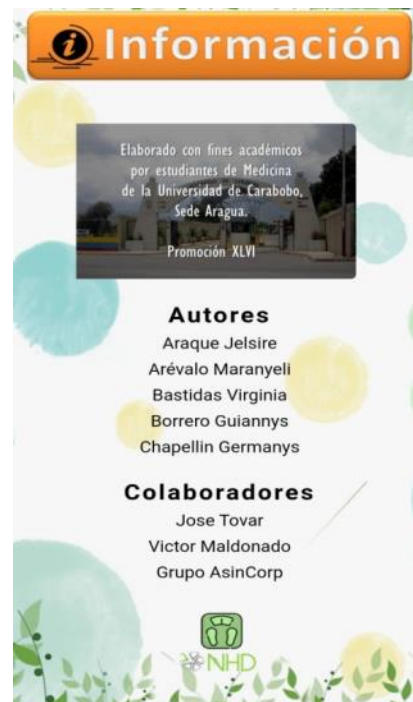 Información
Elaborado con fines académicos
por estudiantes de Medicina
de la Universidad de Carabobo,
Sede Aragua.
Promoción XLVI
Autores
Araque Jelsire
Arévalo Maranyeli
Bastidas Virginia
Borrero Guiannys
Chapellin Germanys
Colaboradores
Jose Tovar
Victor Maldonado
Grupo AsinCorp
NHD